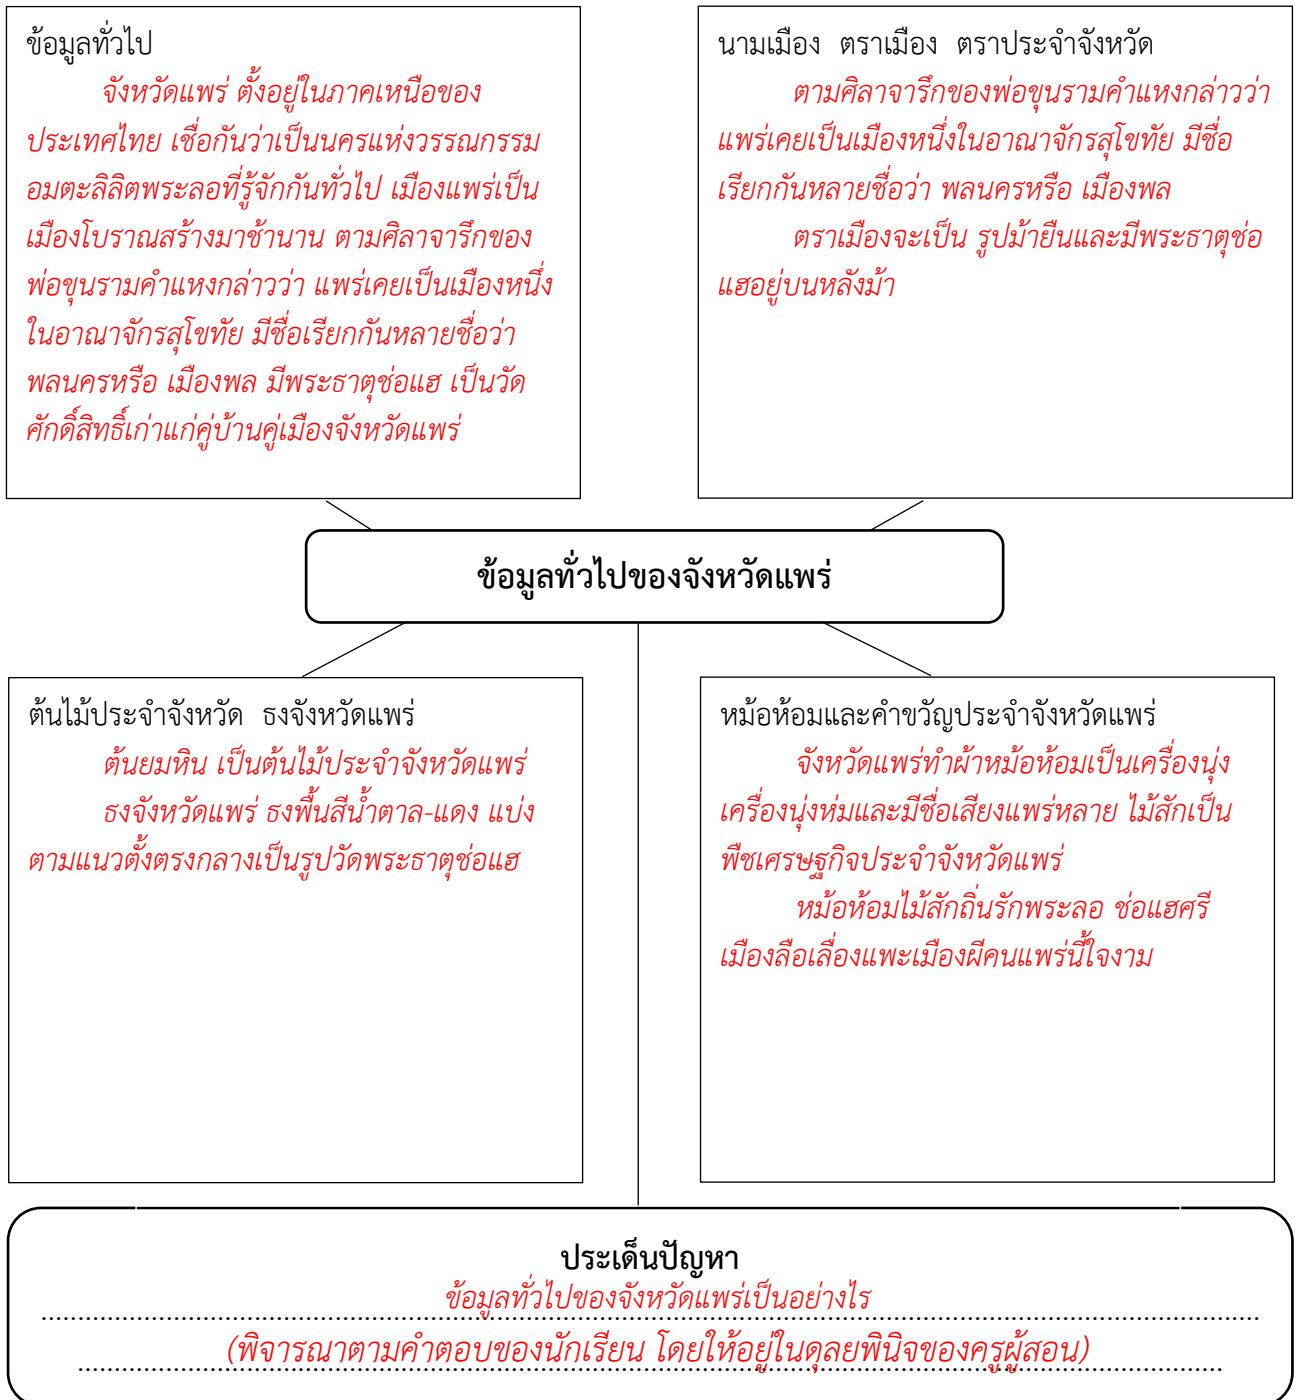 ข้อมูลทั่วไป
จังหวัดแพร่ ตั้งอยู่ในภาคเหนือของ
ประเทศไทย เชื่อกันว่าเป็นนครแห่งวรรณกรรม
อมตะลิลิตพระลอที่รู้จักกันทั่วไป เมืองแพร่เป็น
เมืองโบราณสร้างมาช้านาน ตามศิลาจารึกของ
พ่อขุนรามคำแหงกล่าวว่า แพร่เคยเป็นเมืองหนึ่ง
ในอาณาจักรสุโขทัย มีชื่อเรียกกันหลายชื่อว่า
พลนครหรือ เมืองพล มีพระธาตุช่อแฮ เป็นวัด
ศักดิ์สิทธิ์เก่าแก่คู่บ้านคู่เมืองจังหวัดแพร่
นามเมือง ตราเมือง ตราประจำจังหวัด
ตามศิลาจารึกของพ่อขุนรามคำแหงกล่าวว่า
แพร่เคยเป็นเมืองหนึ่งในอาณาจักรสุโขทัย มีชื่อ
เรียกกันหลายชื่อว่า พลนครหรือ เมืองพล
ตราเมืองจะเป็น รูปม้ายืนและมีพระธาตุช่อ
แฮอยู่บนหลังม้า
ข้อมูลทั่วไปของจังหวัดแพร่
ต้นไม้ประจำจังหวัด ธงจังหวัดแพร่
ต้นยมหิน เป็นต้นไม้ประจำจังหวัดแพร่
ธงจังหวัดแพร่ ธงพื้นสีน้ำตาล-แดง แบ่ง
ตามแนวตั้งตรงกลางเป็นรูปวัดพระธาตุช่อแฮ
หม้อห้อมและคำขวัญประจำจังหวัดแพร่
จังหวัดแพร่ทำผ้าหม้อห้อมเป็นเครื่องนุ่ง
เครื่องนุ่งห่มและมีชื่อเสียงแพร่หลาย ไม้สักเป็น
พืชเศรษฐกิจประจำจังหวัดแพร่
หม้อห้อมไม้สักถิ่นรักพระลอ ช่อแฮศรี
เมืองลือเลื่องแพะเมืองผีคนแพร่นี้ใจงาม
ประเด็นปัญหา
ข้อมูลทั่วไปของจังหวัดแพร่เป็นอย่างไร
(พิจารณาตามคำตอบของนักเรียน โดยให้อยู่ในดุลยพินิจของครูผู้สอน)